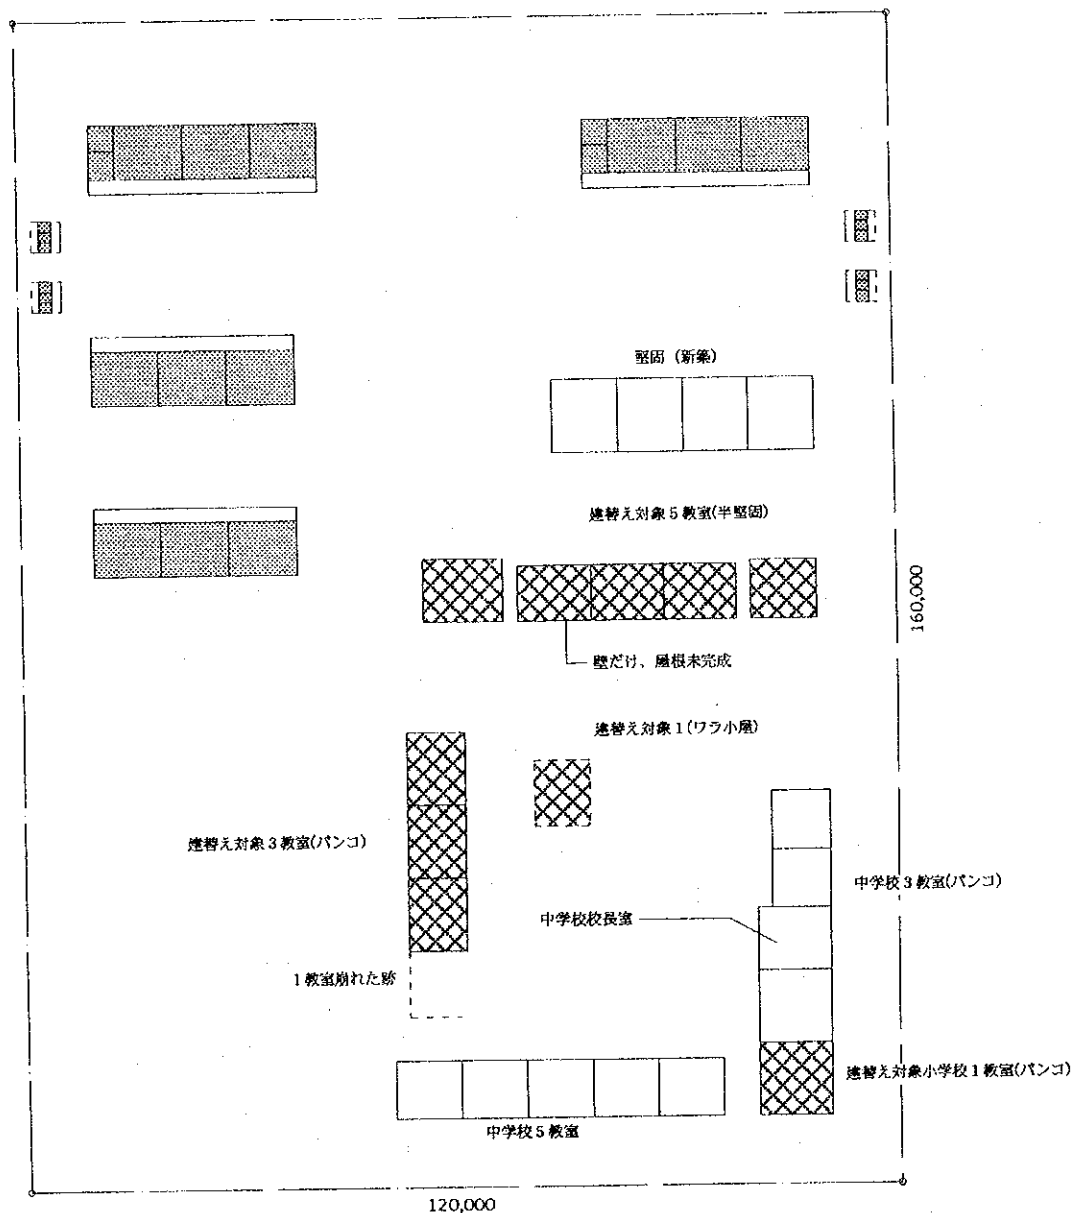 堅固（新築）
建替え対象５教室(半堅固)
160,000
壁だけ、屋根未完成
建替え対象１(ワラ小屋)
建替え対象３教室(バンコ)
中学校３教室(バンコ)
中学校校長室
１教室崩れた跡
建替え対象小学校１教室(バンコ)
中学校５教室
120,000